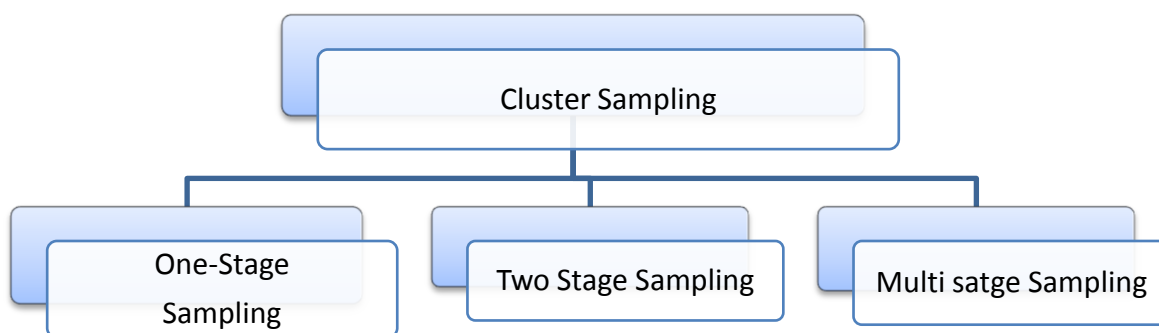 Cluster Sampling
One-Stage
Sampling
Two Stage Sampling
Multi satge Sampling